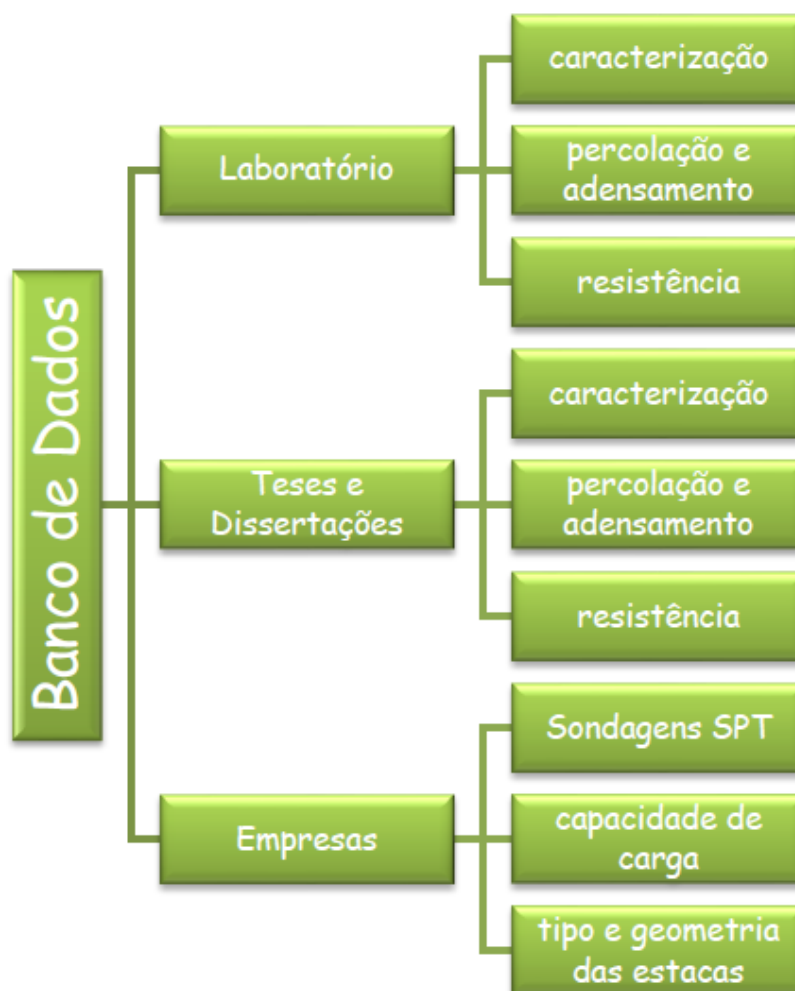 Banco de Dados
Laboratório
caracterização
percolação e
adensamento
resistência
Teses e
Dissertações
caracterização
percolação e
adensamento
resistência
Empresas
Sondagens SPT
capacidade de
carga
tipo e geometria
das estacas